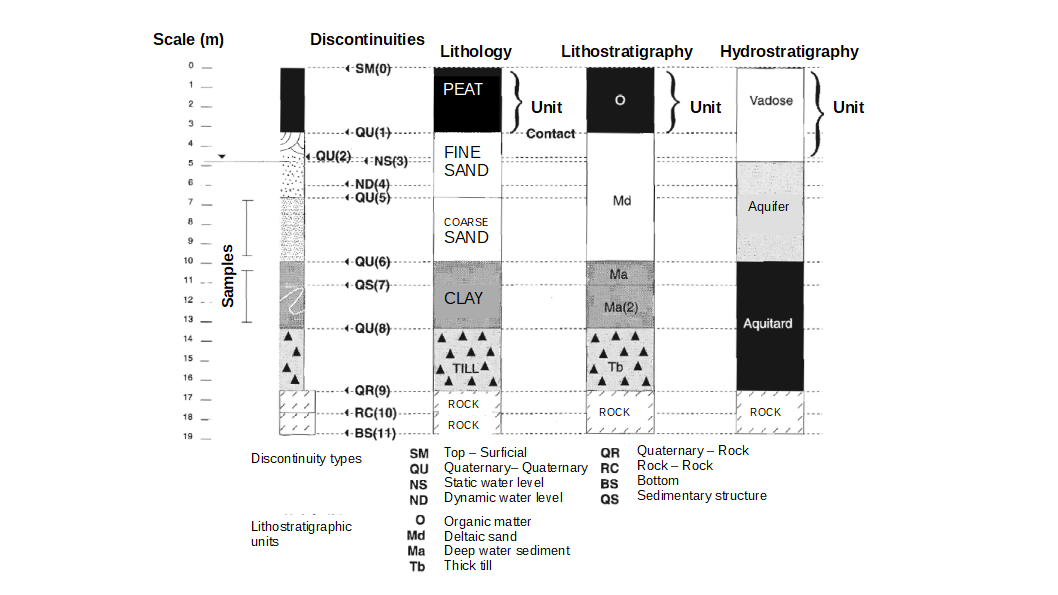 Scale (m)
Discontinuities
Lithology
Lithostratigraphy
Hydrostratigraphy
0
1
2
3
4
5
6
7
8
9
10
11
12
13
14
15
16
17
18
19
Samples
SM(0)
QU(1)
QU(2)
NS(3)
ND(4)
QU(5)
QU(6)
QS(7)
QU(8)
QR(9)
RC(10)
BS(11)
PEAT
Unit
Contact
FINE
SAND
COARSE
SAND
CLAY
TILL
ROCK
ROCK
O
Unit
Md
Ma
Ma(2)
Tb
ROCK
Vadose
Unit
Aquifer
Aquitard
ROCK
Discontinuity types
SM Top – Surficial
QU Quaternary– Quaternary
NS Static water level
ND Dynamic water level
QR Quaternary – Rock
RC Rock – Rock
BS Bottom
QS Sedimentary structure
Lithostratigraphic
units
O Organic matter
Md Deltaic sand
Ma Deep water sediment
Tb Thick till